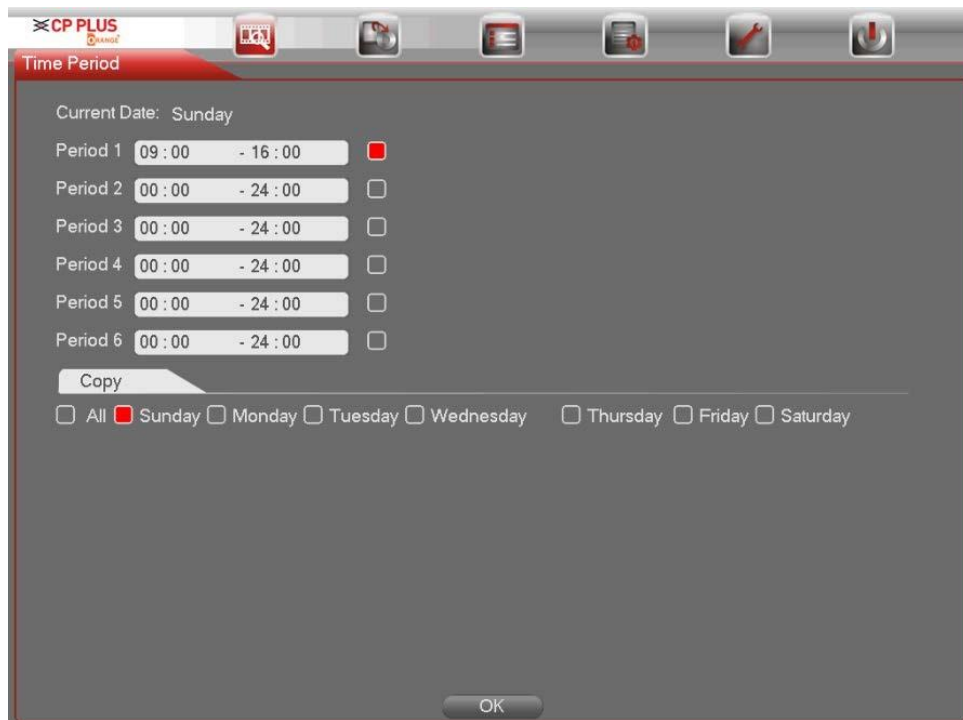 CP PLUS
ORANGE
Time Period
Current Date: Sunday
Period 1 09 : 00 - 16 : 00
Period 2 00 : 00 - 24 : 00
Period 3 00 : 00 - 24 : 00
Period 4 00 : 00 - 24 : 00
Period 5 00 : 00 - 24 : 00
Period 6 00 : 00 - 24 : 00
Copy
All Sunday Monday Tuesday Wednesday Thursday Friday Saturday
OK